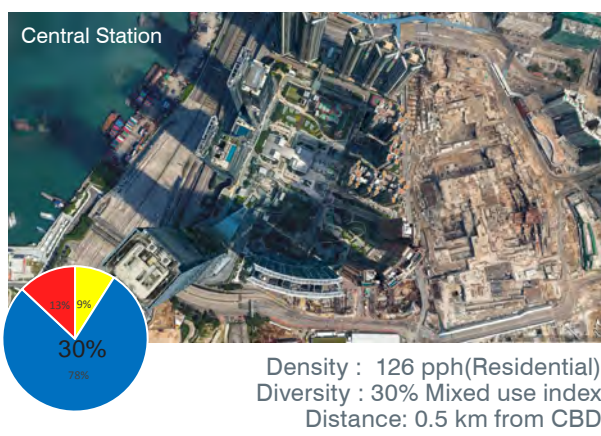 Central Station
13%
9%
30%
78%
Density : 126 pph(Residential)
Diversity : 30% Mixed use index
Distance: 0.5 km from CBD